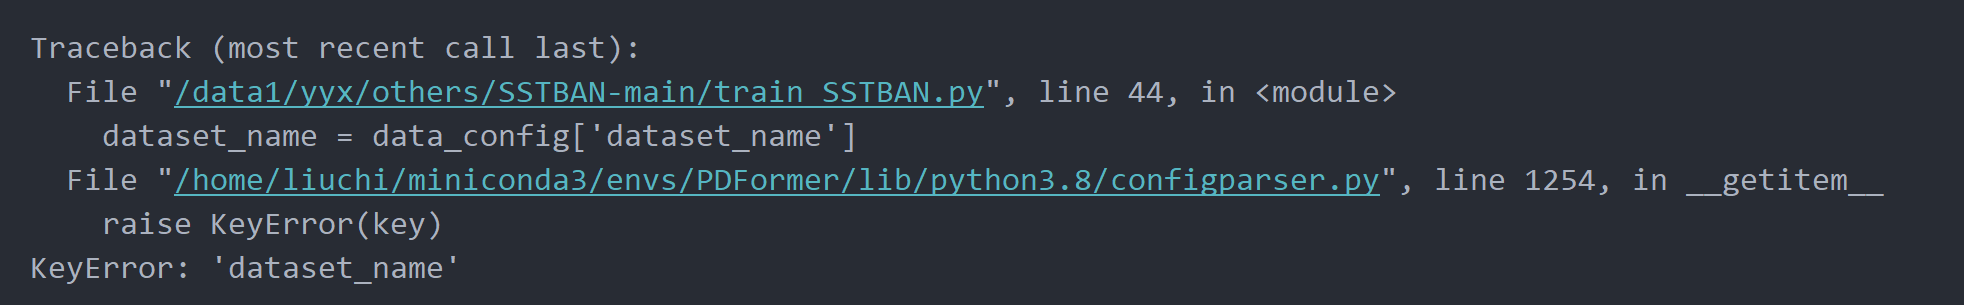 Traceback (most recent call last):
  File "/data1/yyx/others/SSTBAN-main/train_SSTBAN.py", line 44, in <module>
    dataset_name = data_config['dataset_name']
  File "/home/liuchi/miniconda3/envs/PDFormer/lib/python3.8/configparser.py", line 1254, in __getitem__
    raise KeyError(key)
KeyError: 'dataset_name'